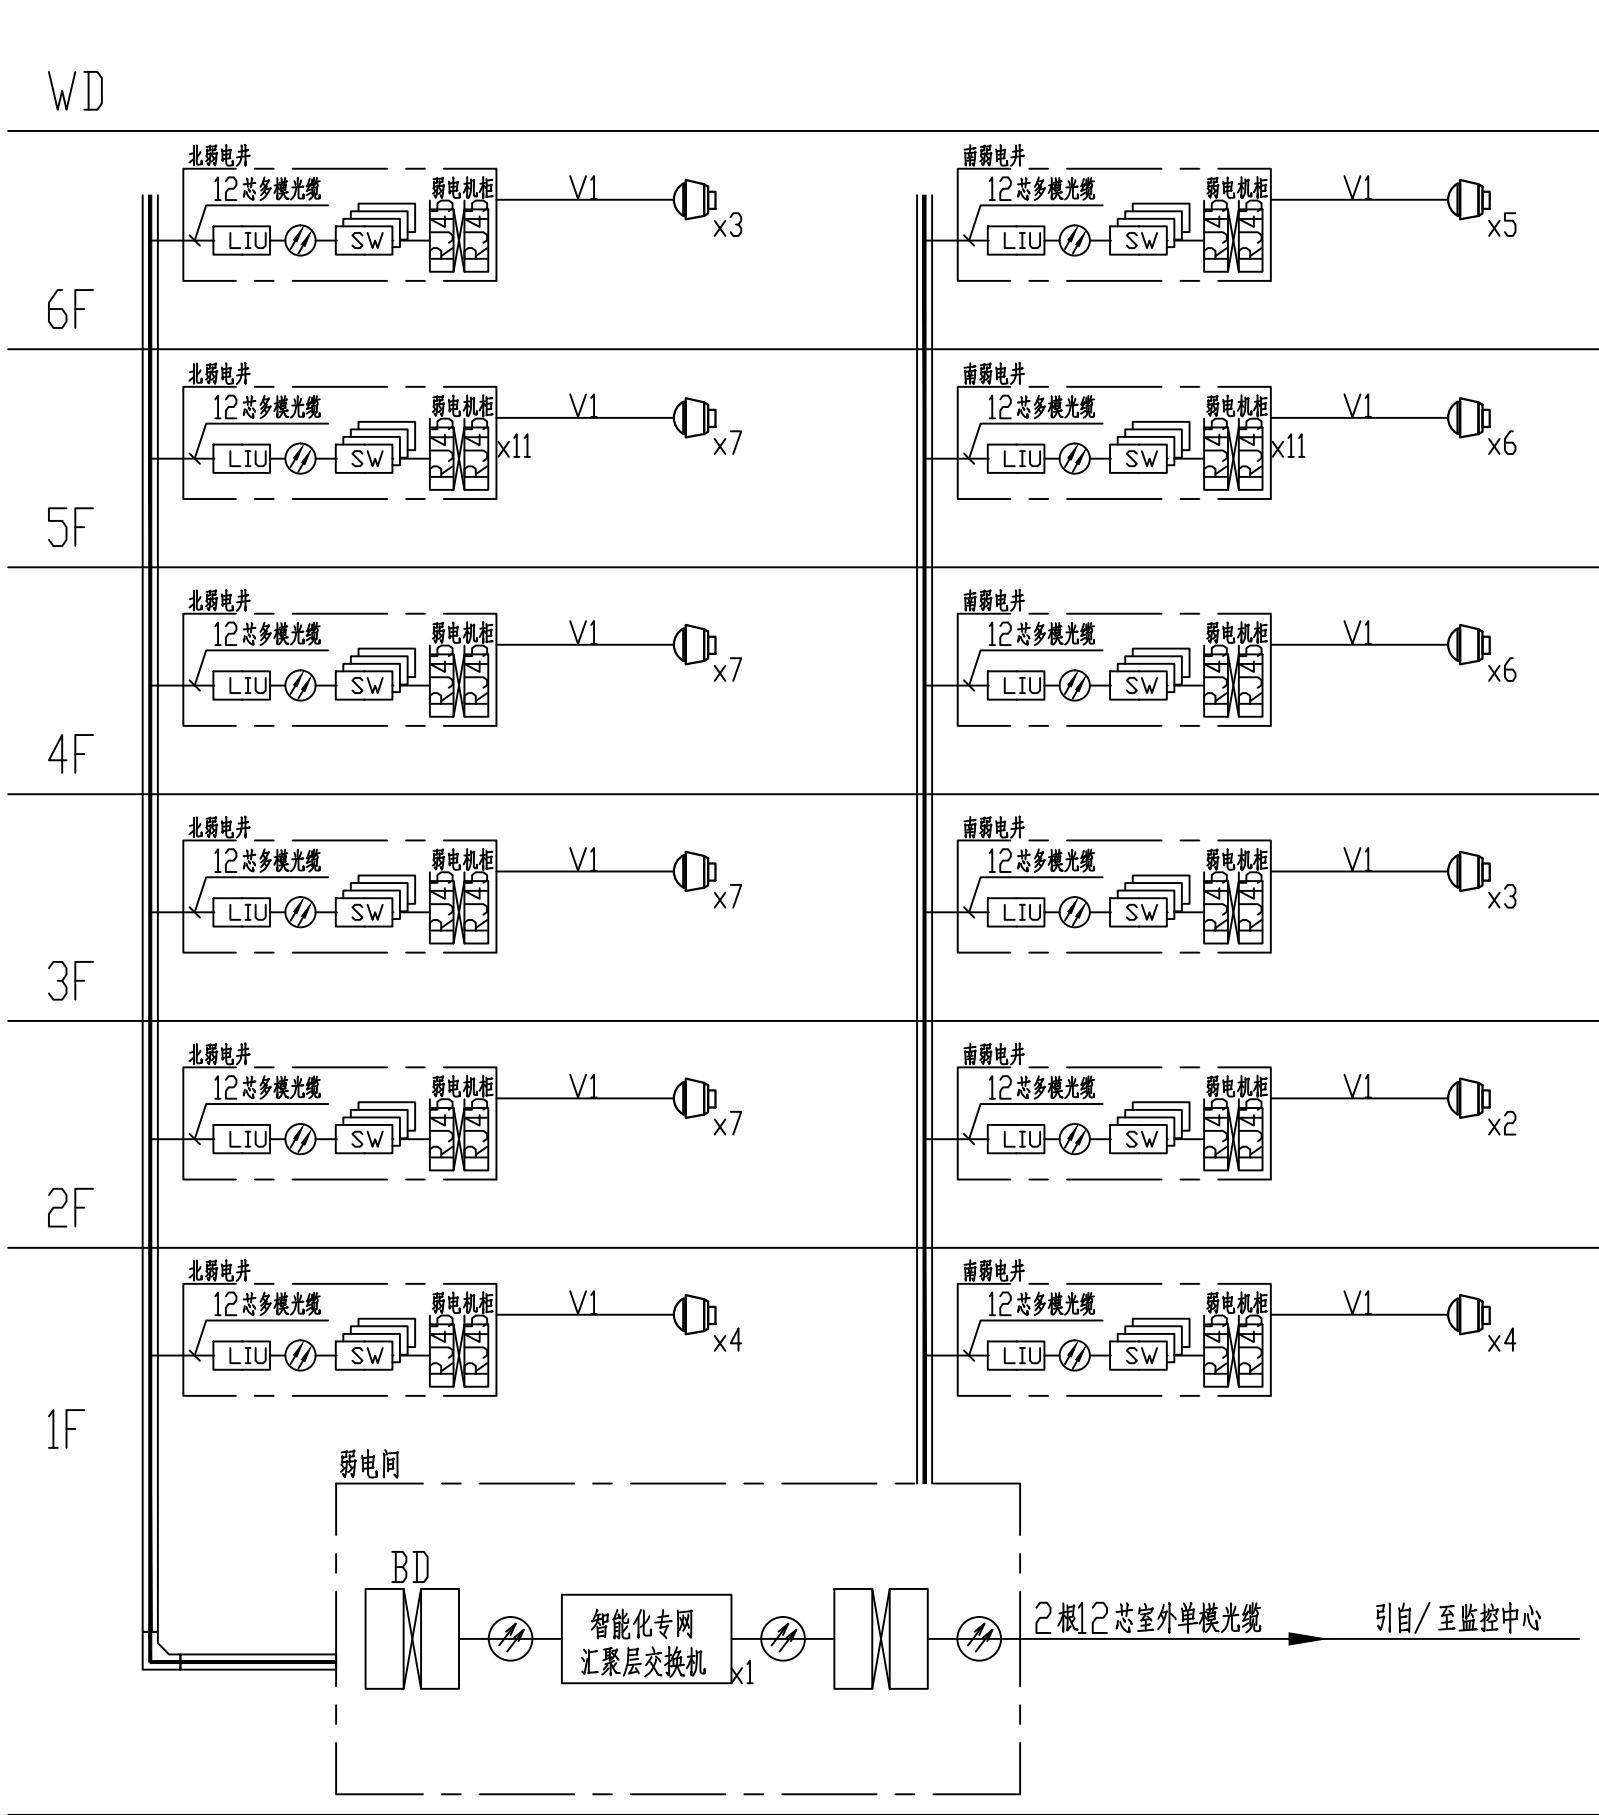 WD
北弱电井
南弱电井
12芯多模光缆
弱电机柜
V1
12芯多模光缆
弱电机柜
V1
LIU
SW
RJ45
RJ45
x3
LIU
SW
RJ45
RJ45
x5
6F
北弱电井
南弱电井
12芯多模光缆
弱电机柜
V1
12芯多模光缆
弱电机柜
V1
LIU
SW
RJ45
RJ45
x11
x7
LIU
SW
RJ45
RJ45
x11
x6
5F
北弱电井
南弱电井
12芯多模光缆
弱电机柜
V1
12芯多模光缆
弱电机柜
V1
LIU
SW
RJ45
RJ45
x7
LIU
SW
RJ45
RJ45
x6
4F
北弱电井
南弱电井
12芯多模光缆
弱电机柜
V1
12芯多模光缆
弱电机柜
V1
LIU
SW
RJ45
RJ45
x7
LIU
SW
RJ45
RJ45
x3
3F
北弱电井
南弱电井
12芯多模光缆
弱电机柜
V1
12芯多模光缆
弱电机柜
V1
LIU
SW
RJ45
RJ45
x7
LIU
SW
RJ45
RJ45
x2
2F
北弱电井
南弱电井
12芯多模光缆
弱电机柜
V1
12芯多模光缆
弱电机柜
V1
LIU
SW
RJ45
RJ45
x4
LIU
SW
RJ45
RJ45
x4
1F
弱电间
BD
智能化专网
汇聚层交换机
x1
2根12芯室外单模光缆
引自/至监控中心